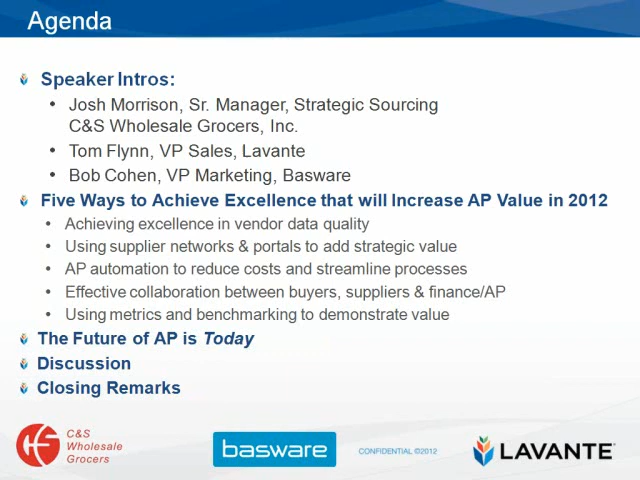 Agenda
Speaker Intros:
• Josh Morrison, Sr. Manager, Strategic Sourcing
C&S Wholesale Grocers, Inc.
• Tom Flynn, VP Sales, Lavante
• Bob Cohen, VP Marketing, Basware
Five Ways to Achieve Excellence that will Increase AP Value in 2012
• Achieving excellence in vendor data quality
• Using supplier networks & portals to add strategic value
• AP automation to reduce costs and streamline processes
• Effective collaboration between buyers, suppliers & finance/AP
• Using metrics and benchmarking to demonstrate value
The Future of AP is Today
Discussion
Closing Remarks
C&S
Wholesale
Grocers
basware
CONFIDENTIAL ©2012
LAVANTE